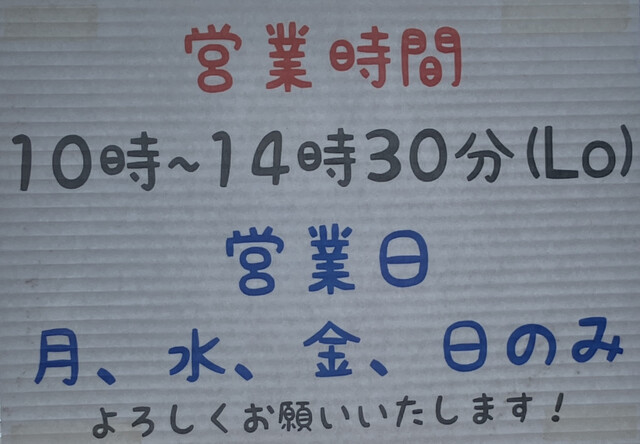 営業時間
10時~14時30分(Lo)
営業日
月、水、金、日のみ
よろしくお願いいたします!